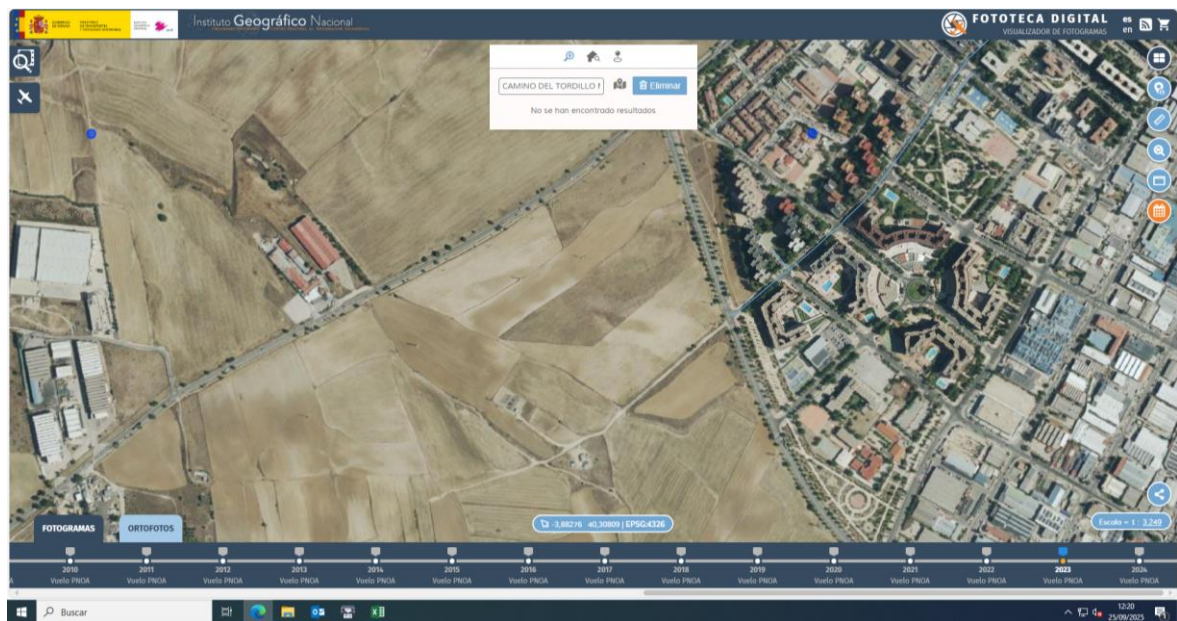 Instituto Geográfico Nacional
FOTOTECA DIGITAL
VISUALIZADOR DE FOTOGRAMAS
es
en
CAMINO DEL TORDILLO
Eliminar
No se han encontrado resultados
FOTOGRAMAS
ORTOFOTOS
-3,88276 40,30809 | EPSG:4326
Escala = 1 : 3,249
2010 2011 2012 2013 2014 2015 2016 2017 2018 2019 2020 2021 2022 2023 2024
Vuelo PNOA Vuelo PNOA Vuelo PNOA Vuelo PNOA Vuelo PNOA Vuelo PNOA Vuelo PNOA Vuelo PNOA Vuelo PNOA Vuelo PNOA Vuelo PNOA Vuelo PNOA Vuelo PNOA Vuelo PNOA Vuelo PNOA
Buscar
12:20
25/09/2025